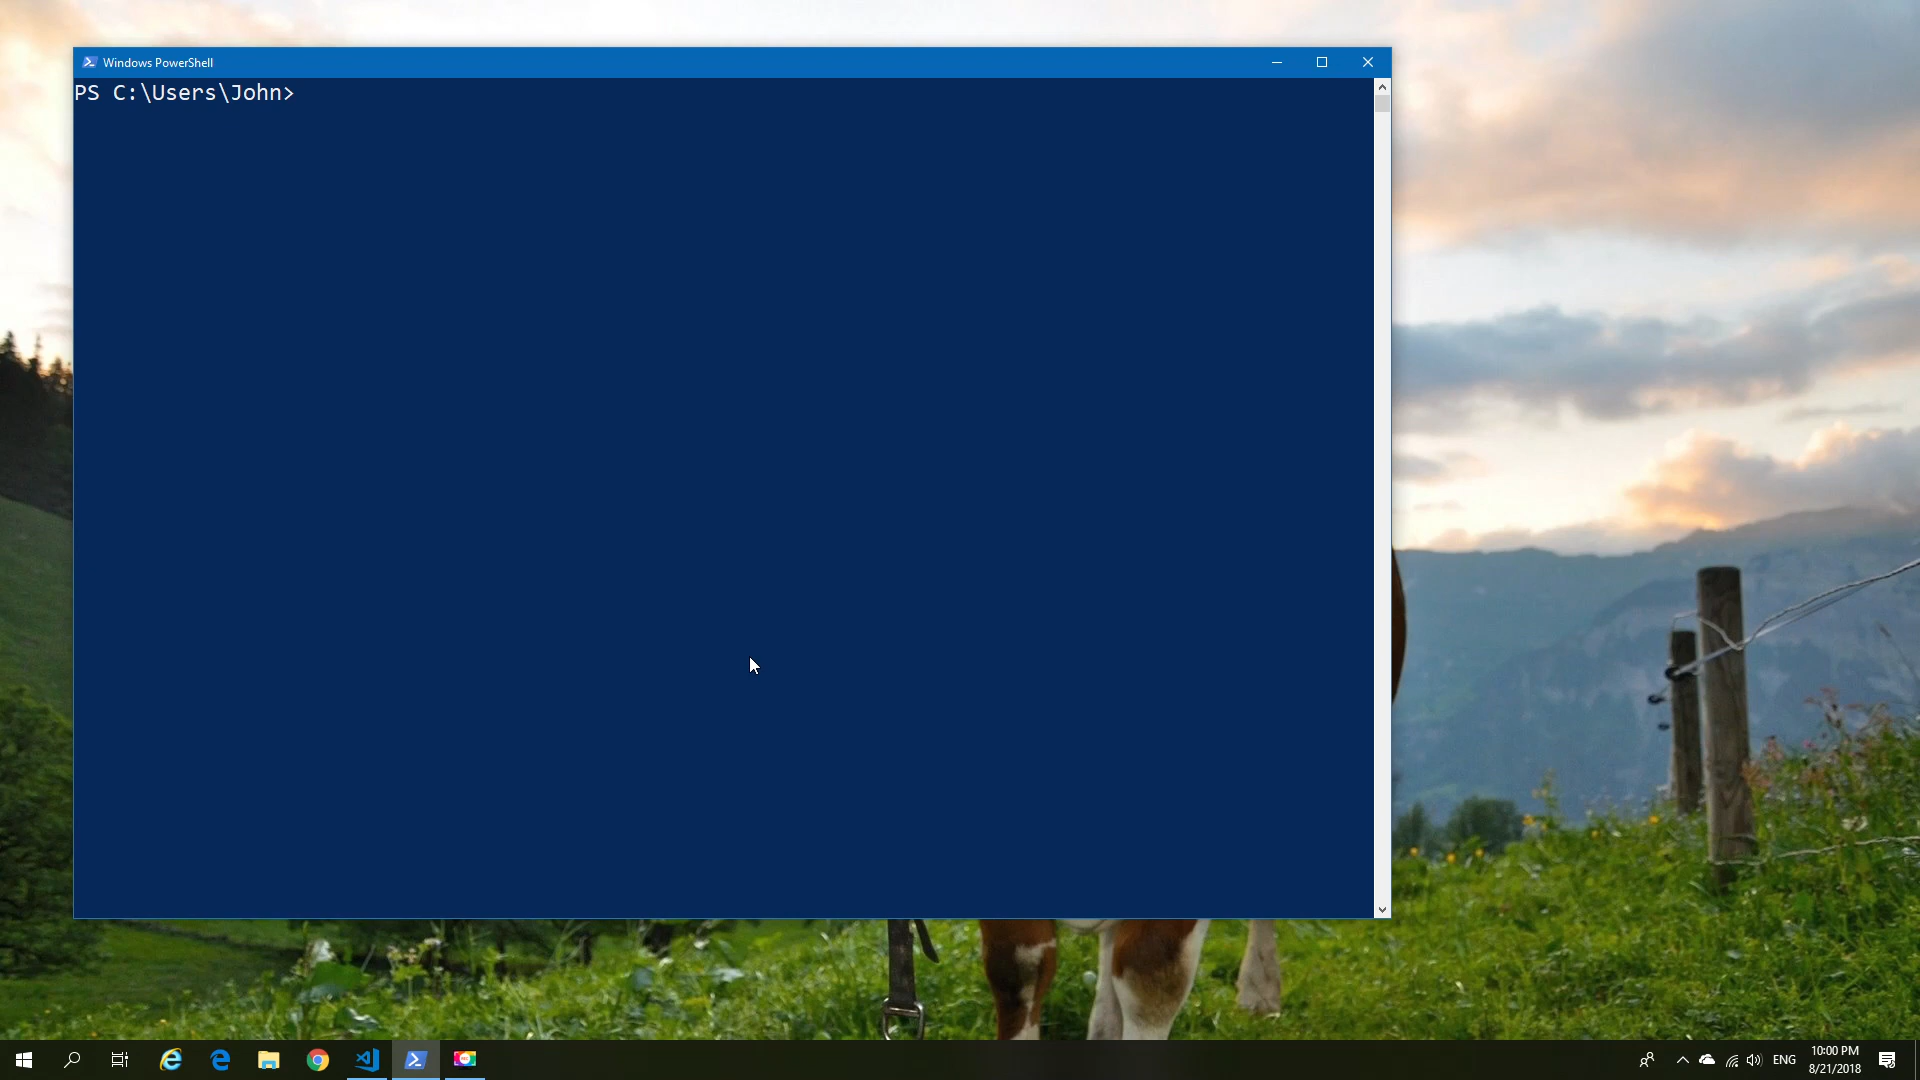 Windows PowerShell
PS C:\Users\John>
ENG
10:00 PM
8/21/2018